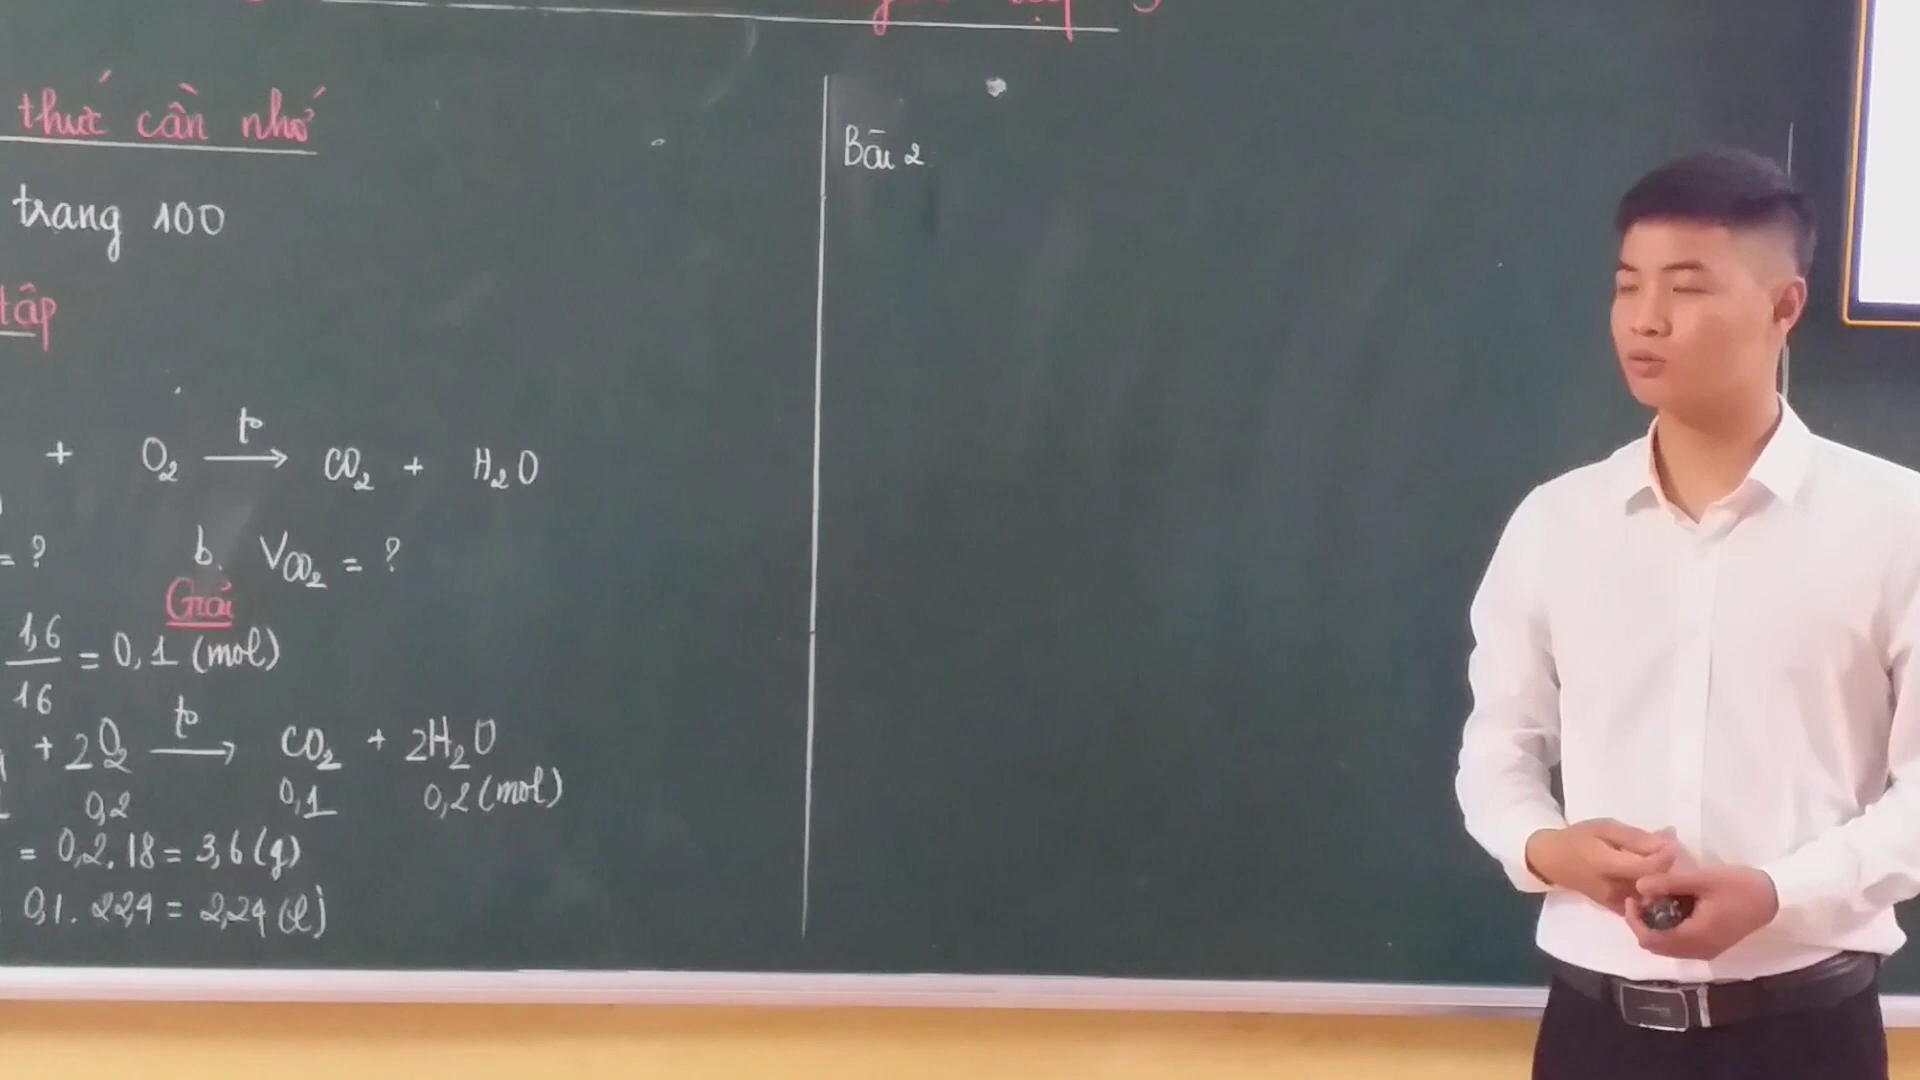 thức cần nhớ
trang 100
tập
+ O₂ t° → CO₂ + H₂O
= ? b. V_CO₂ = ?
Giải
1,6/16 = 0,1 (mol)
+ 2O₂ t° → CO₂ + 2H₂O
0,2 0,1 0,2 (mol)
= 0,2. 18 = 3,6 (g)
0,1. 22,4 = 2,24 (l)
Bài 2